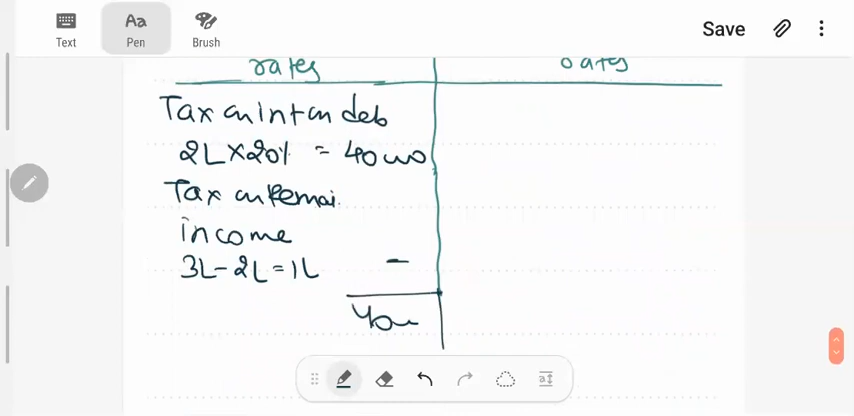 Text
Pen
Brush
Save
rates
rates
Tax on int on deb
2L×20% = 40000
Tax on Remai
income
3L-2L=1L -
40000